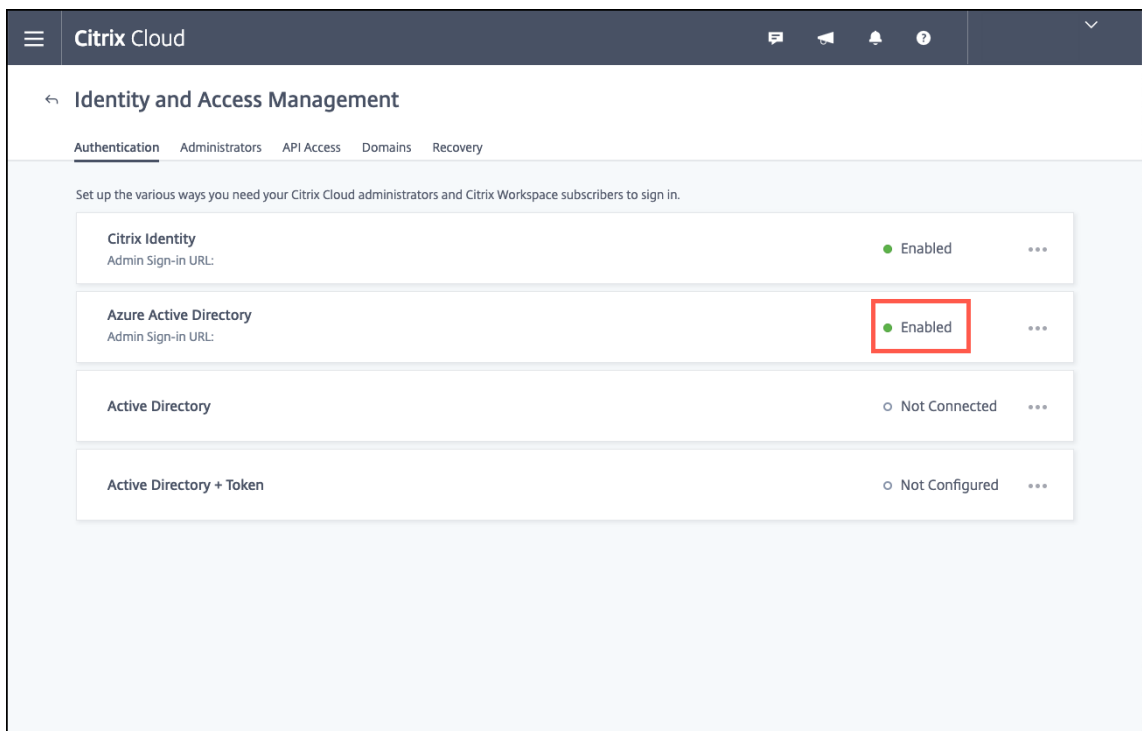 Citrix Cloud
Identity and Access Management
Authentication Administrators API Access Domains Recovery
Set up the various ways you need your Citrix Cloud administrators and Citrix Workspace subscribers to sign in.
Citrix Identity
Admin Sign-in URL:
Enabled
Azure Active Directory
Admin Sign-in URL:
Enabled
Active Directory
Not Connected
Active Directory + Token
Not Configured